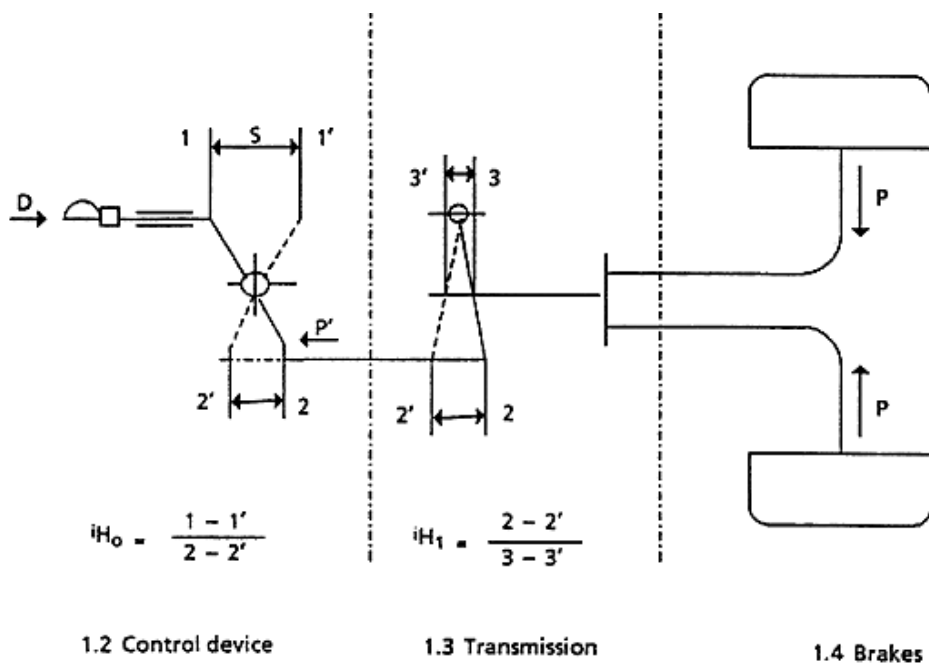 1 S 1′
3′ 3
D
P
P′
2′ 2
2′ 2
P
iHo = 1 – 1′ / 2 – 2′
iH1 = 2 – 2′ / 3 – 3′
1.2 Control device
1.3 Transmission
1.4 Brakes